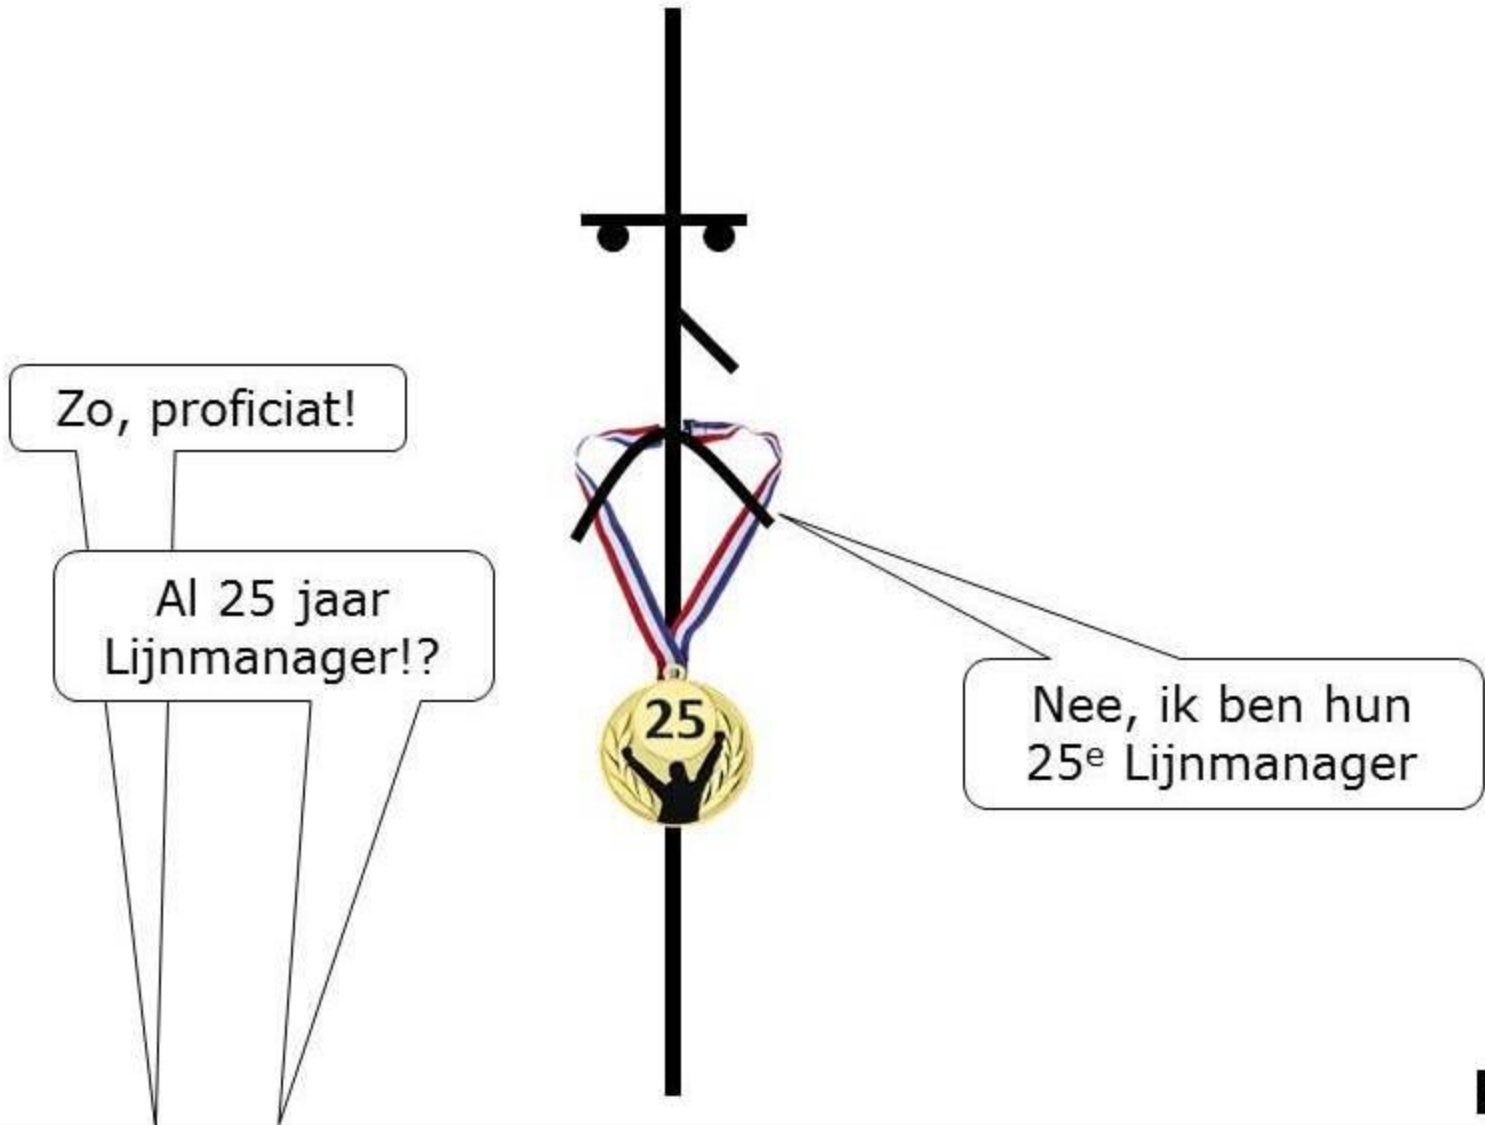 Zo, proficiat!
Al 25 jaar
Lijnmanager!?
25
Nee, ik ben hun
25ᵉ Lijnmanager